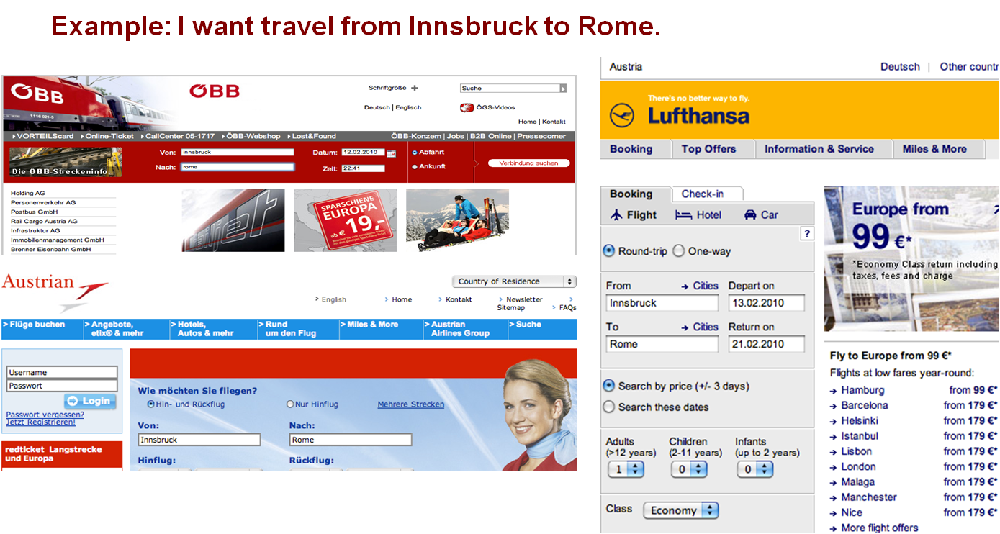 Example: I want travel from Innsbruck to Rome.
ÖBB
1116 021-5
ÖBB
Schriftgröße +
Suche
Deutsch | Englisch
ÖGS-Videos
Home | Kontakt
VORTEILScard Online-Ticket CallCenter 05-1717 ÖBB-Webshop Lost&Found
ÖBB-Konzern | Jobs | B2B Online | Pressecorner
Die ÖBB-Streckeninfo.
Von: innsbruck
Datum: 12.02.2010
Abfahrt
Nach: rome
Zeit: 22:41
Ankunft
Verbindung suchen
Holding AG
Personenverkehr AG
Postbus GmbH
Rail Cargo Austria AG
Infrastruktur AG
Immobilienmanagement GmbH
Brenner Eisenbahn GmbH
railjet
SPARSCHIENE
EUROPA
ab € 19,-
Austrian
Country of Residence
> English > Home > Kontakt > Newsletter >
Sitemap > FAQs
> Flüge buchen
> Angebote,
etix® & mehr
> Hotels,
Autos & mehr
> Rund
um den Flug
> Miles & More
> Austrian
Airlines Group
> Suche
Username
Passwort
Login
Passwort vergessen?
Jetzt Registrieren!
redticket Langstrecke
und Europa
Wie möchten Sie fliegen?
Hin- und Rückflug
Nur Hinflug
Mehrere Strecken
Von:
Nach:
Innsbruck
Rome
Hinflug:
Rückflug:
Austria
Deutsch | Other countr
There's no better way to fly.
Lufthansa
Booking
Top Offers
Information & Service
Miles & More
Booking
Check-in
Flight
Hotel
Car
?
Round-trip
One-way
From
→ Cities
Depart on
Innsbruck
13.02.2010
To
→ Cities
Return on
Rome
21.02.2010
Search by price (+/- 3 days)
Search these dates
Adults
(>12 years)
Children
(2-11 years)
Infants
(up to 2 years)
1
0
0
Class
Economy
Europe from
99 €*
*Economy Class return including
taxes, fees and charge
Fly to Europe from 99 €*
Flights at low fares year-round:
→ Hamburg from 99 €*
→ Barcelona from 179 €*
→ Helsinki from 179 €*
→ Istanbul from 179 €*
→ Lisbon from 179 €*
→ London from 179 €*
→ Malaga from 179 €*
→ Manchester from 179 €*
→ Nice from 179 €*
→ More flight offers